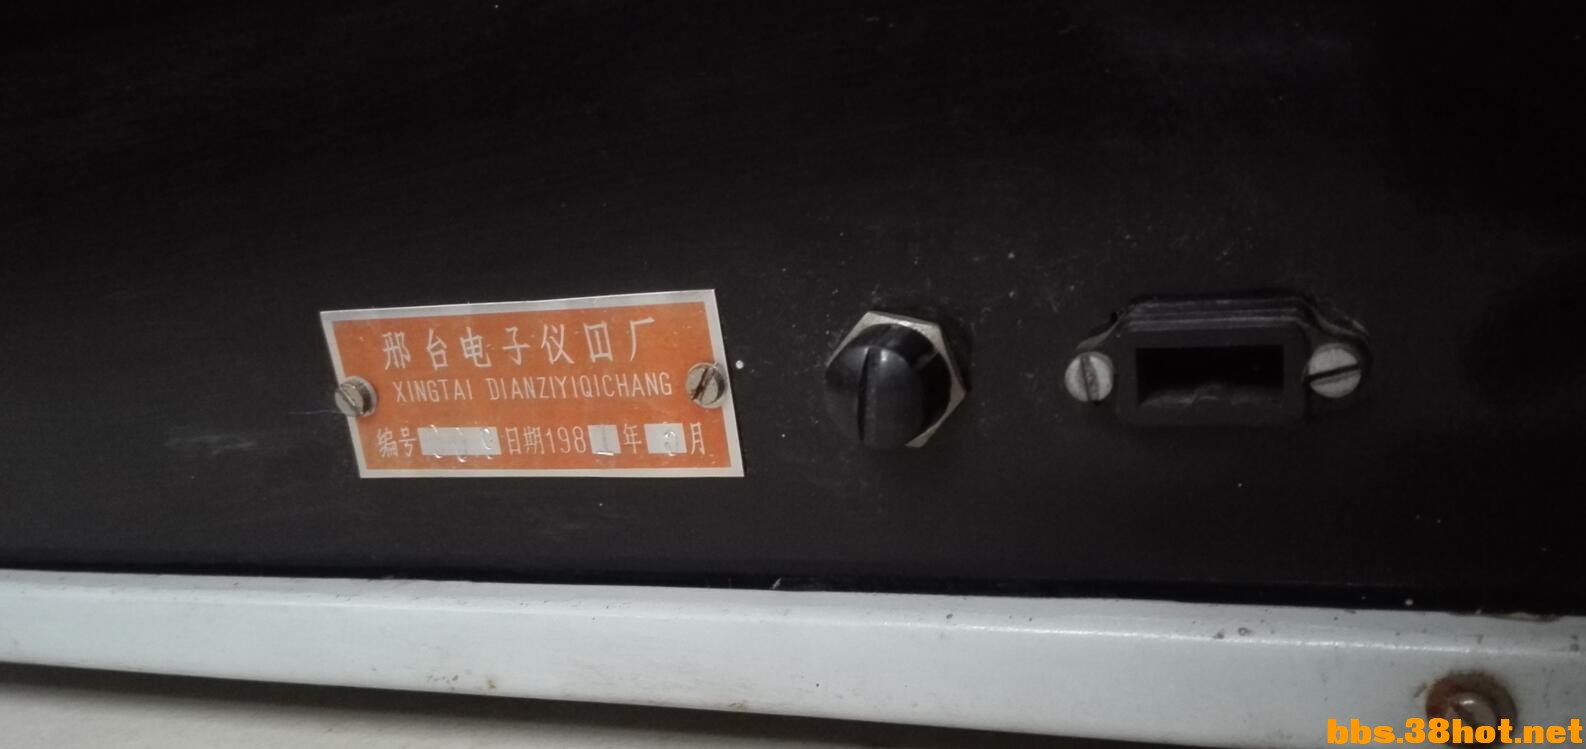 邢台电子仪口厂
XINGTAI DIANZIYIQICHANG
编号 日期198 年 月
bbs.38hot.net